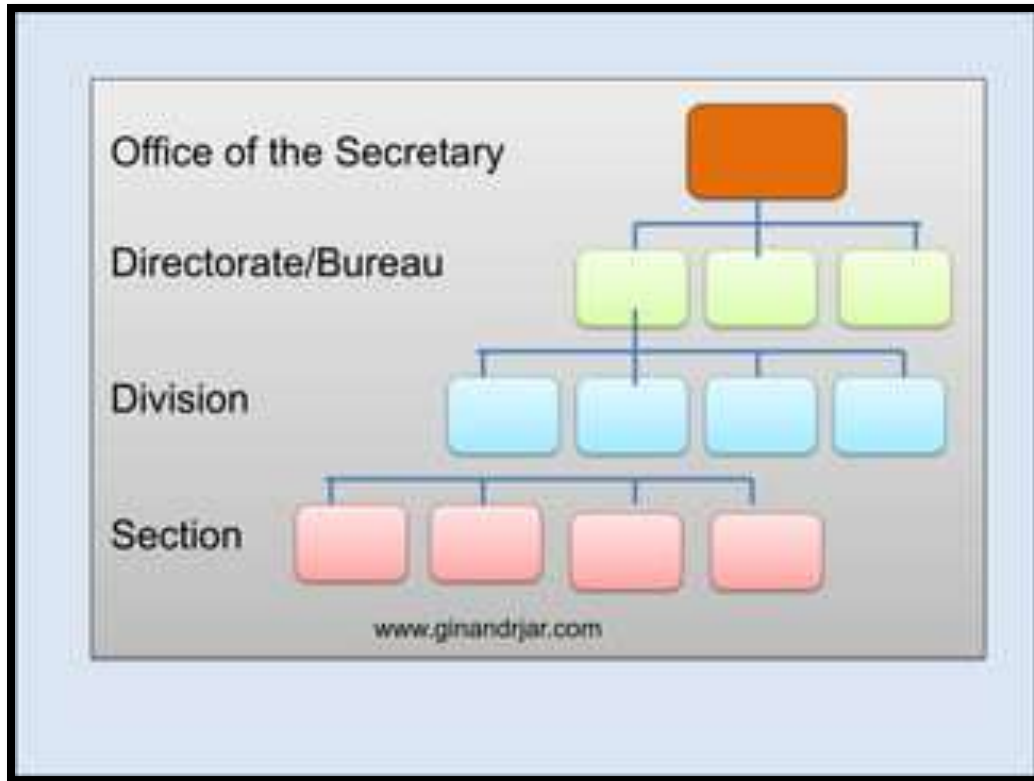 Office of the Secretary
Directorate/Bureau
Division
Section
www.ginandrjar.com